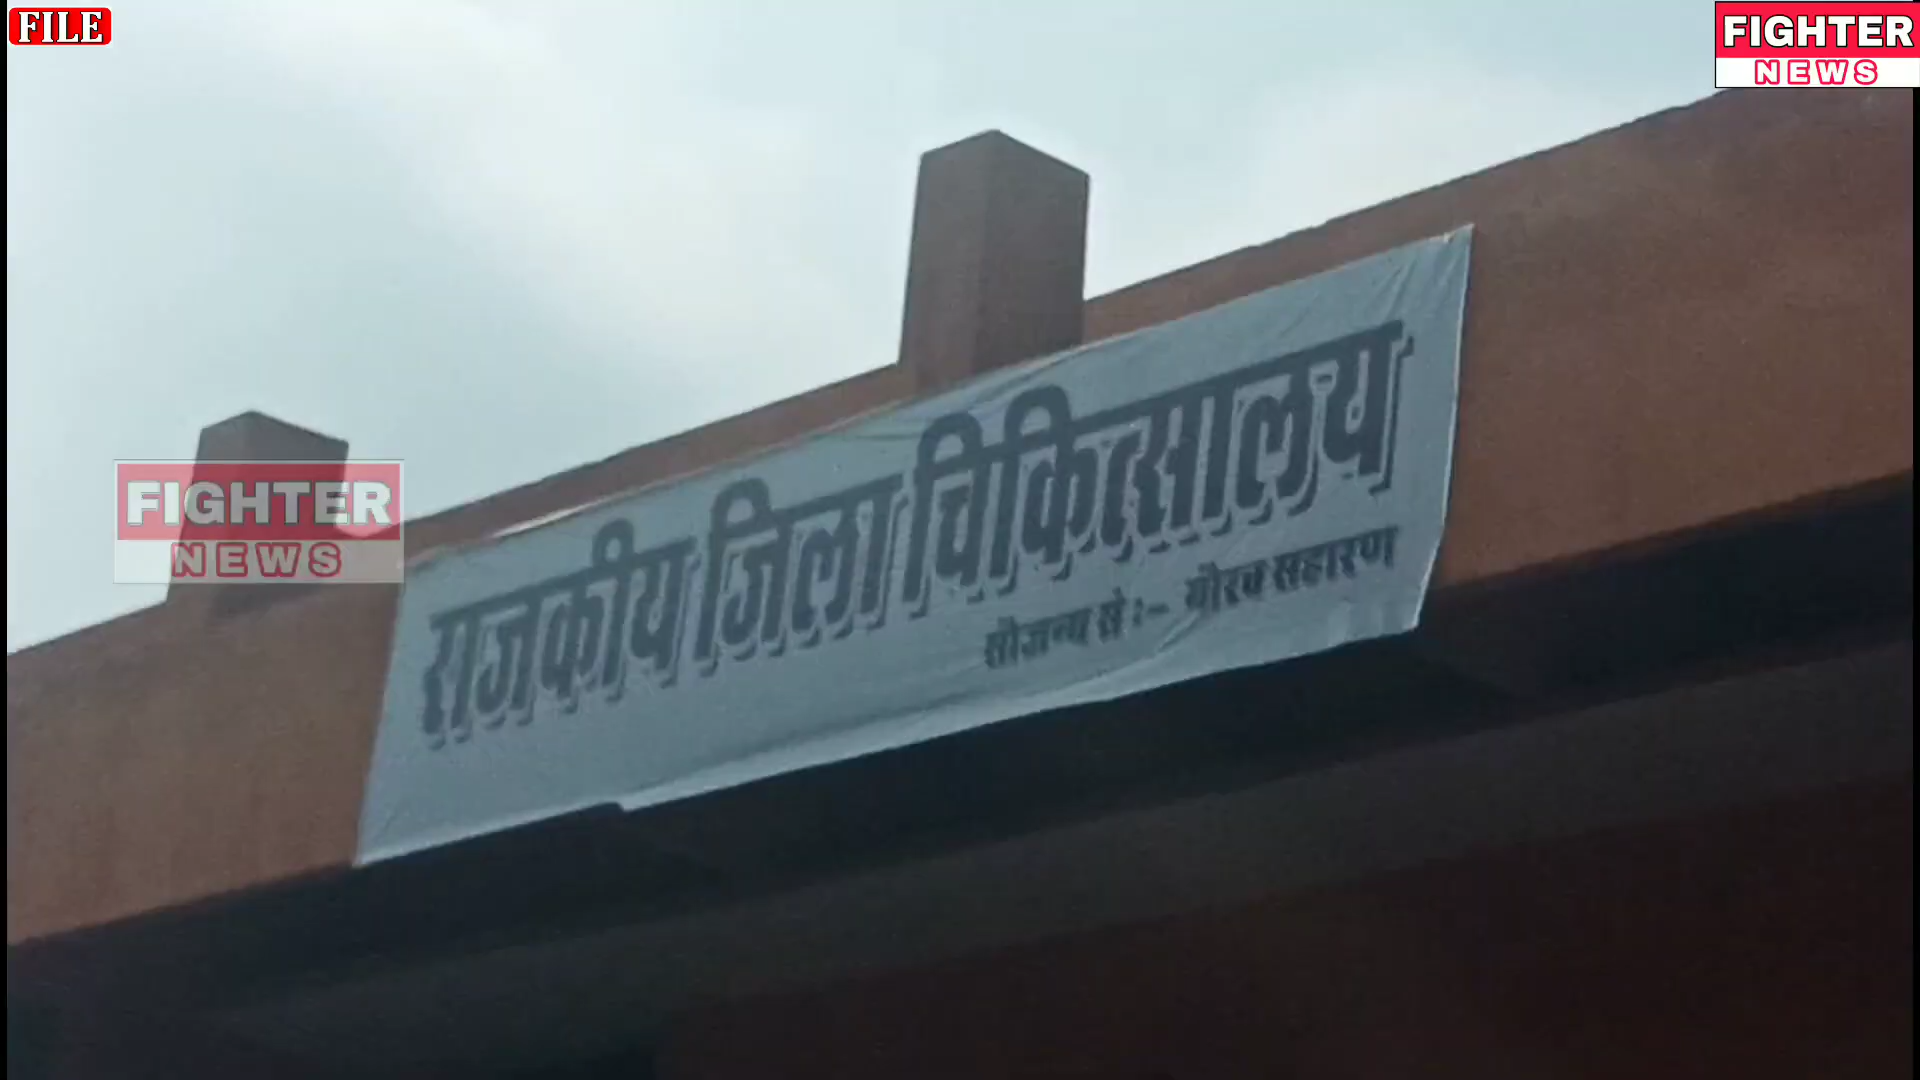 FILE
FIGHTER
NEWS
राजकीय जिला चिकित्सालय
सौजन्य से :- गौरव सहारण
FIGHTER
NEWS